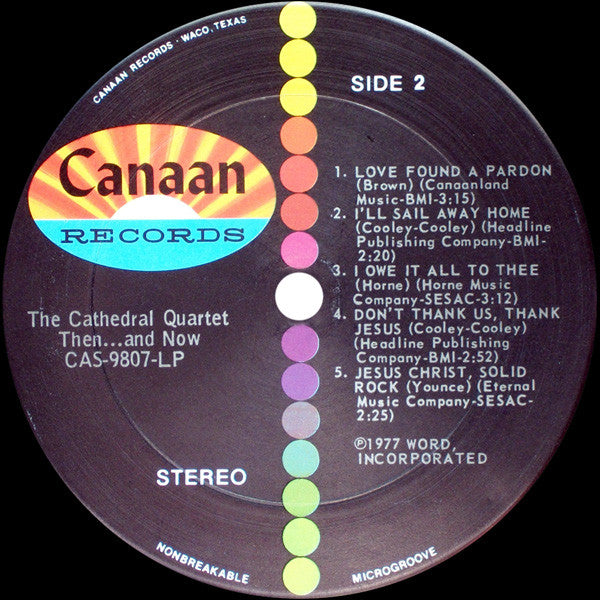 CANAAN RECORDS · WACO, TEXAS
SIDE 2
Canaan
RECORDS
1. LOVE FOUND A PARDON
(Brown) (Canaanland
Music-BMI-3:15)
2. I'LL SAIL AWAY HOME
(Cooley-Cooley) (Headline
Publishing Company-BMI-
2:20)
3. I OWE IT ALL TO THEE
(Horne) (Horne Music
Company-SESAC-3:12)
4. DON'T THANK US, THANK
JESUS (Cooley-Cooley)
(Headline Publishing
Company-BMI-2:52)
5. JESUS CHRIST, SOLID
ROCK (Younce) (Eternal
Music Company-SESAC-
2:25)
℗1977 WORD,
INCORPORATED
The Cathedral Quartet
Then...and Now
CAS-9807-LP
STEREO
NONBREAKABLE
MICROGROOVE